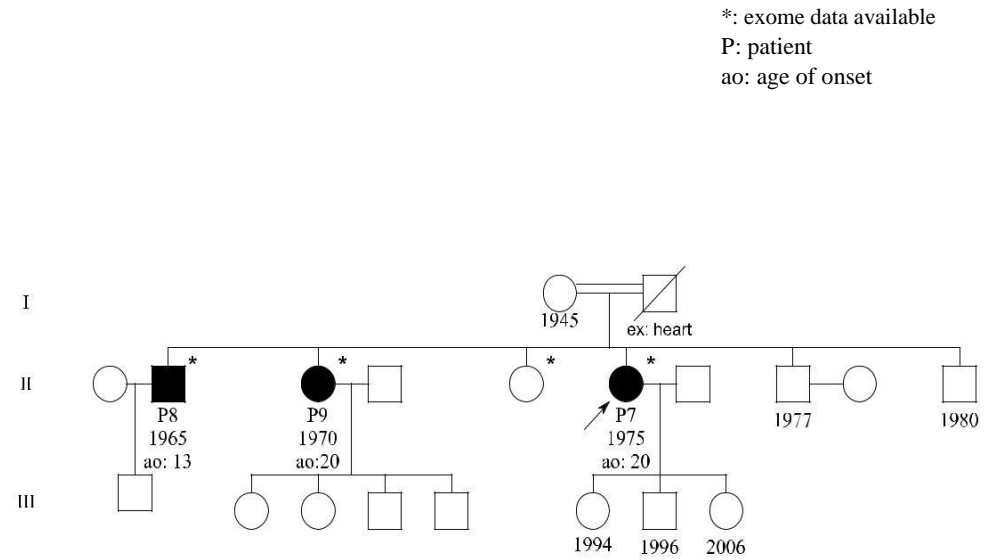 *: exome data available
P: patient
ao: age of onset
I
1945
ex: heart
* * * *
II
P8
1965
ao: 13
P9
1970
ao:20
P7
1975
ao: 20
1977
1980
III
1994
1996
2006